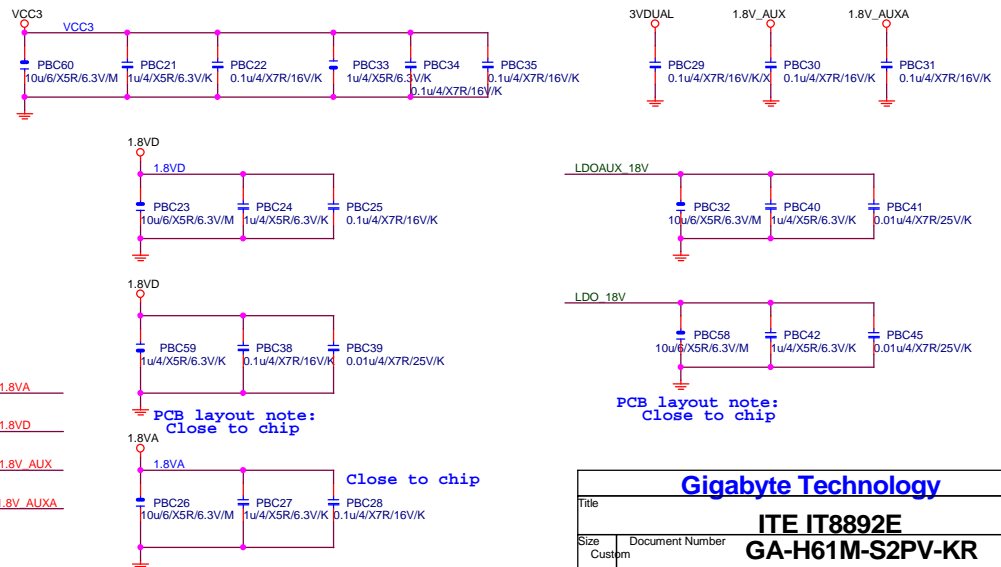 VCC3
VCC3
PBC60
10u/6/X5R/6.3V/M
PBC21
1u/4/X5R/6.3V/K
PBC22
0.1u/4/X7R/16V/K
PBC33
1u/4/X5R/6.3V/K
PBC34
0.1u/4/X7R/16V/K
PBC35
0.1u/4/X7R/16V/K
3VDUAL
1.8V_AUX
1.8V_AUXA
PBC29
0.1u/4/X7R/16V/K/X
PBC30
0.1u/4/X7R/16V/K
PBC31
0.1u/4/X7R/16V/K
1.8VD
1.8VD
PBC23
10u/6/X5R/6.3V/M
PBC24
1u/4/X5R/6.3V/K
PBC25
0.1u/4/X7R/16V/K
LDOAUX_18V
PBC32
10u/6/X5R/6.3V/M
PBC40
1u/4/X5R/6.3V/K
PBC41
0.01u/4/X7R/25V/K
1.8VD
PBC59
1u/4/X5R/6.3V/K
PBC38
0.1u/4/X7R/16V/K
PBC39
0.01u/4/X7R/25V/K
LDO_18V
PBC58
10u/6/X5R/6.3V/M
PBC42
1u/4/X5R/6.3V/K
PBC45
0.01u/4/X7R/25V/K
1.8VA
1.8VD
1.8V_AUX
1.8V_AUXA
PCB layout note:
Close to chip
PCB layout note:
Close to chip
1.8VA
1.8VA
Close to chip
PBC26
10u/6/X5R/6.3V/M
PBC27
1u/4/X5R/6.3V/K
PBC28
0.1u/4/X7R/16V/K
Gigabyte Technology
Title
ITE IT8892E
Size
Custom
Document Number
GA-H61M-S2PV-KR